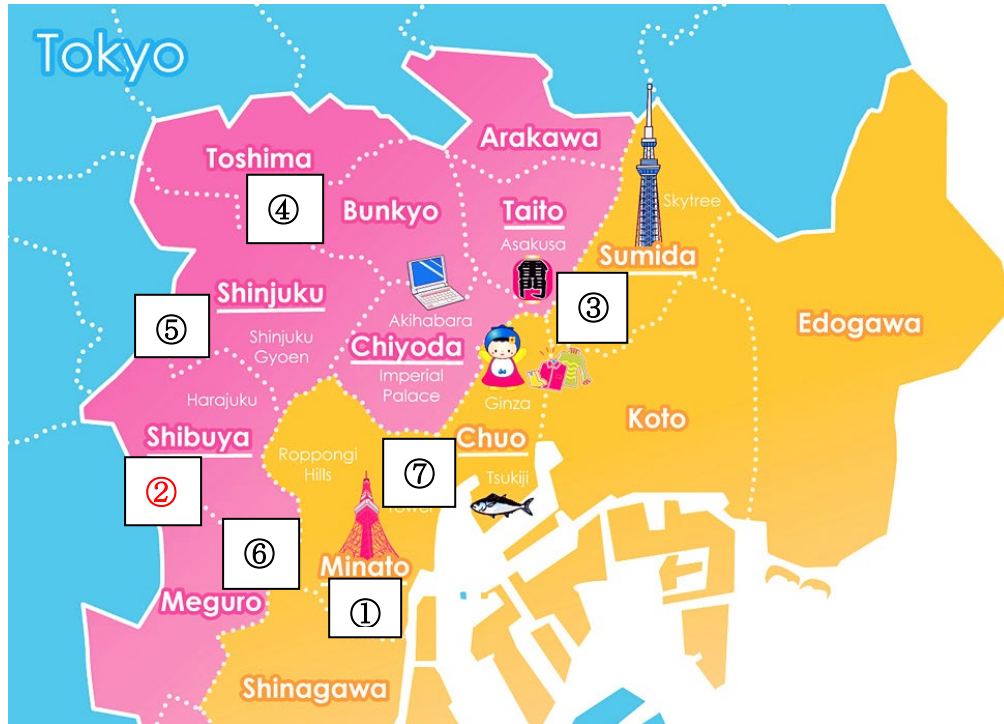 Tokyo
Arakawa
Toshima
④
Bunkyo
Taito
Skytree
Asakusa
Sumida
Shinjuku
③
⑤
Akihabara
Edogawa
Shinjuku
Gyoen
Chiyoda
Imperial
Palace
Harajuku
Ginza
Koto
Shibuya
Chuo
Roppongi
Hills
⑦
Tsukiji
②
⑥
Minato
Meguro
①
Shinagawa